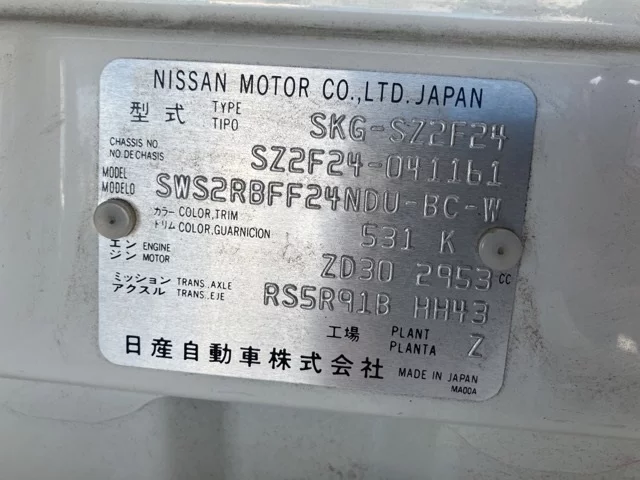 NISSAN MOTOR CO., LTD. JAPAN
型式 TYPE TIPO SKG-SZ2F24
CHASSIS NO NO DE CHASIS SZ2F24-041161
MODEL MODELO SWS2RBFF24NDU-BC-W
カラー COLOR, TRIM
トリム COLOR, GUARNICION 531 K
エンジン ENGINE MOTOR ZD30 2953 CC
ミッション TRANS., AXLE
アクスル TRANS., EJE RS5R91B HH43
工場 PLANT PLANTA Z
日産自動車株式会社 MADE IN JAPAN
MA00A